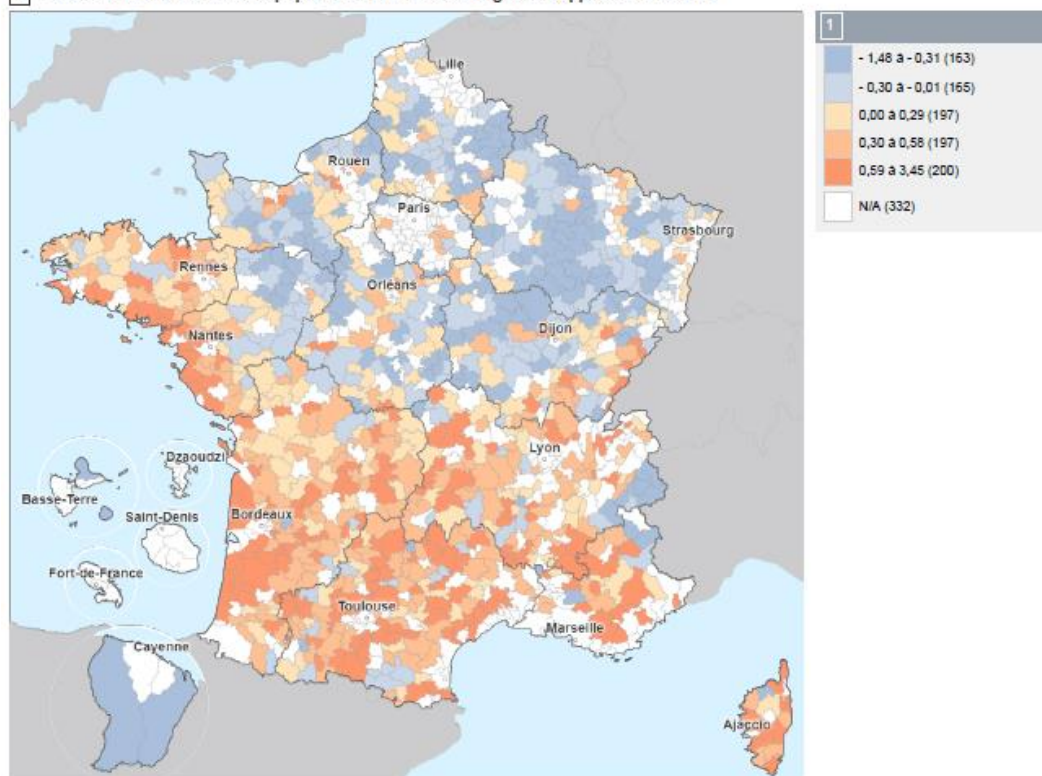 1
- 1,48 à - 0,31 (163)
- 0,30 à - 0,01 (165)
0,00 à 0,29 (197)
0,30 à 0,58 (197)
0,59 à 3,45 (200)
N/A (332)
Lille
Rouen
Paris
Strasbourg
Rennes
Orléans
Nantes
Dijon
Lyon
Dzaoudzi
Basse-Terre
Saint-Denis
Bordeaux
Fort-de-France
Toulouse
Marseille
Cayenne
Ajaccio